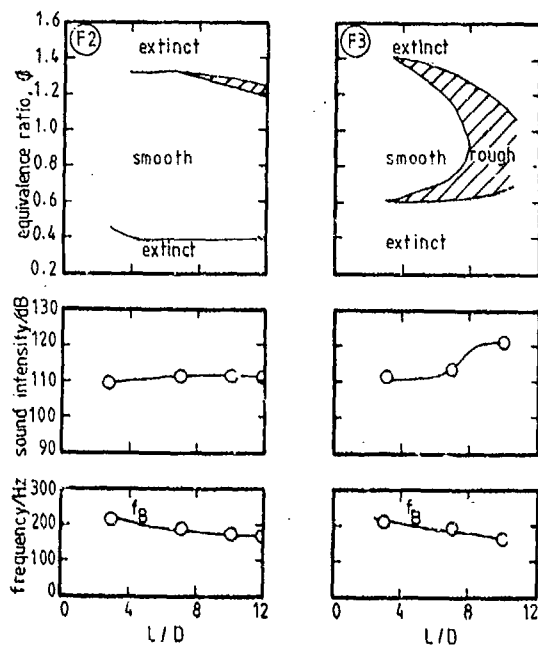 F2
extinct
smooth
extinct
equivalence ratio, ϕ
1.6
1.4
1.2
1.0
0.8
0.6
0.4
0.2
F3
extinct
smooth
rough
extinct
sound intensity/dB
130
120
110
100
90
frequency/Hz
300
200
100
0
fB
0
4
8
12
L/D
fB
0
4
8
12
L/D